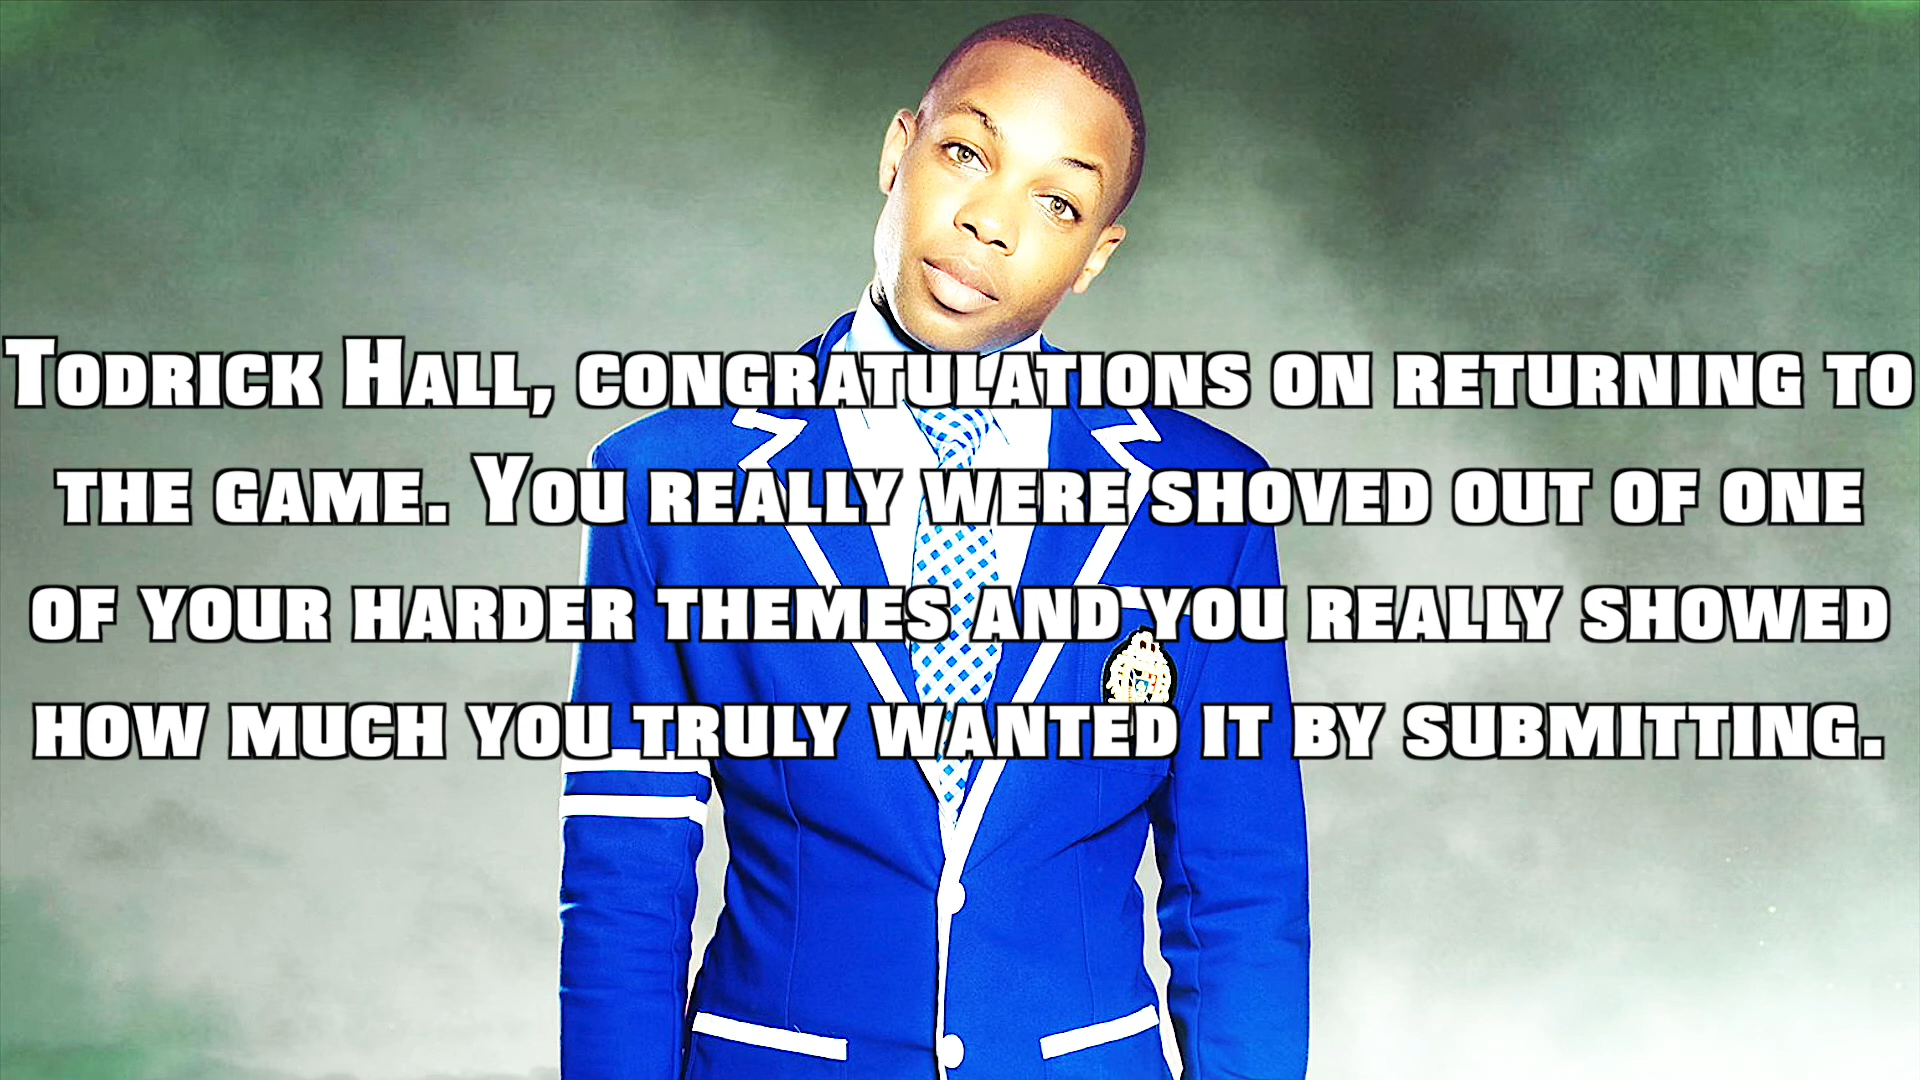 Todrick Hall, congratulations on returning to
the game. You really were shoved out of one
of your harder themes and you really showed
how much you truly wanted it by submitting.